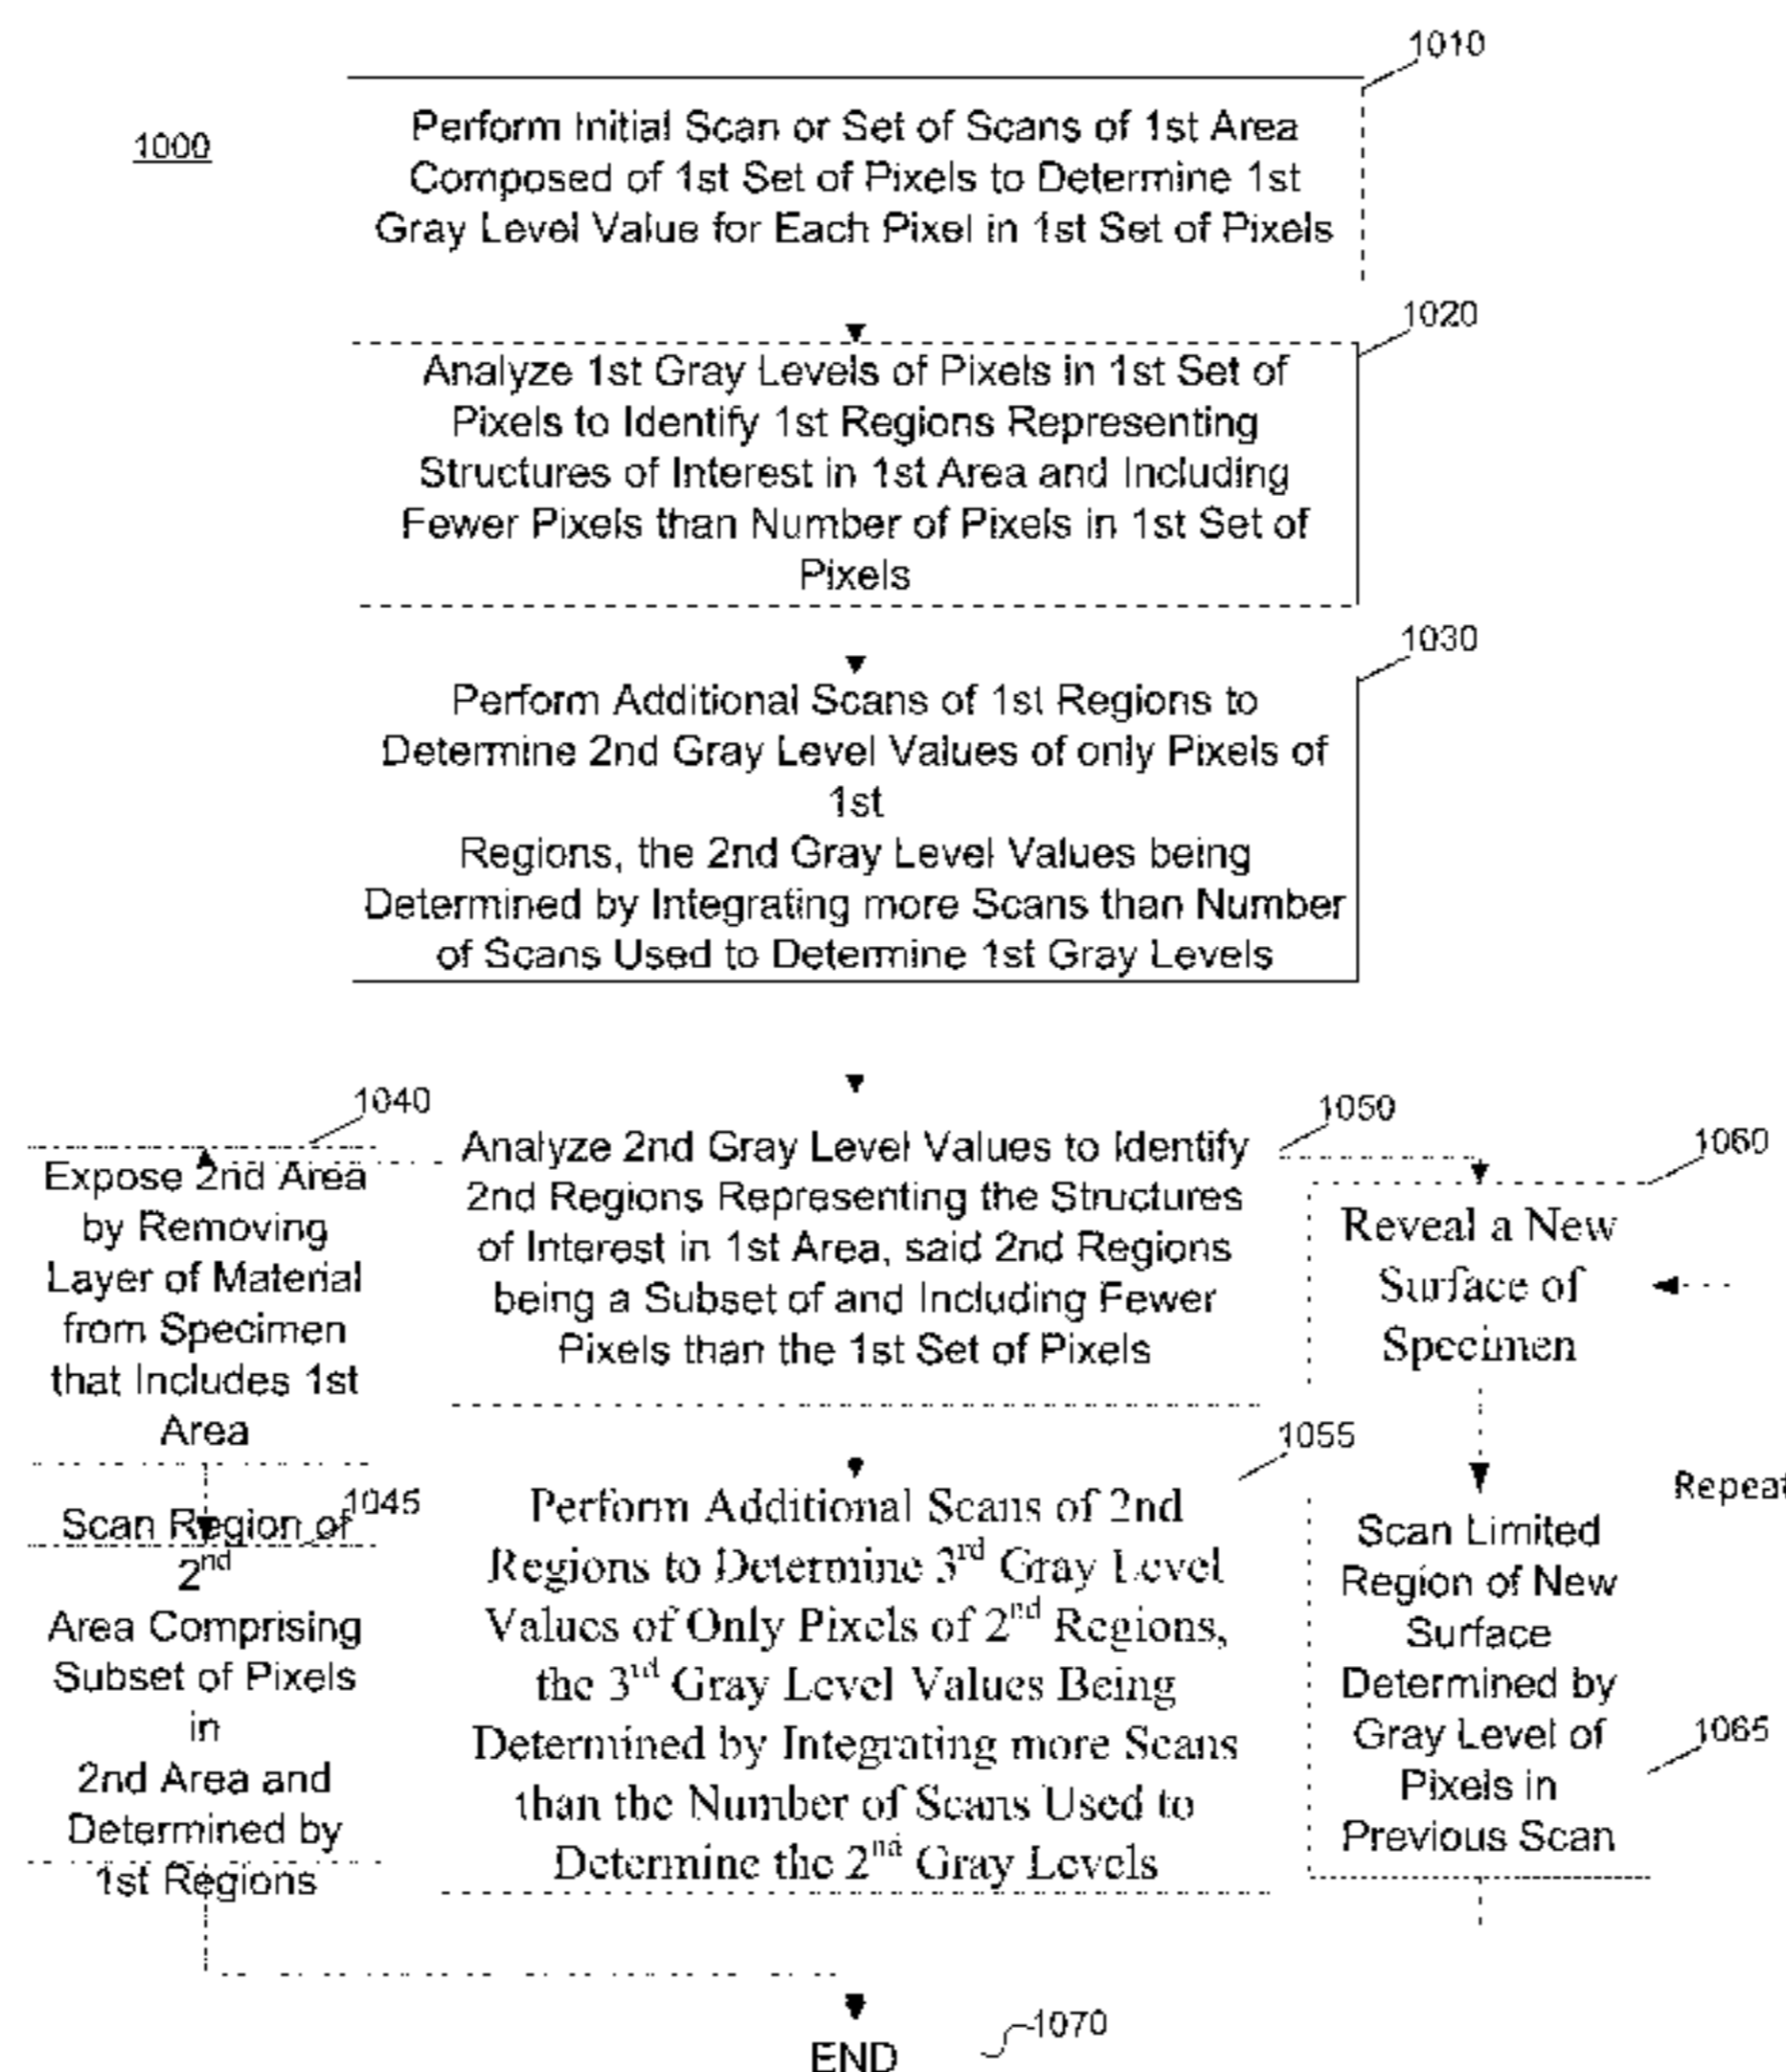 1010
1000
Perform Initial Scan or Set of Scans of 1st Area
Composed of 1st Set of Pixels to Determine 1st
Gray Level Value for Each Pixel in 1st Set of Pixels
1020
Analyze 1st Gray Levels of Pixels in 1st Set of
Pixels to Identify 1st Regions Representing
Structures of Interest in 1st Area and Including
Fewer Pixels than Number of Pixels in 1st Set of
Pixels
1030
Perform Additional Scans of 1st Regions to
Determine 2nd Gray Level Values of only Pixels of
1st
Regions, the 2nd Gray Level Values being
Determined by Integrating more Scans than Number
of Scans Used to Determine 1st Gray Levels
1040
Expose 2nd Area
by Removing
Layer of Material
from Specimen
that Includes 1st
Area
1045
Scan Region of
2nd
Area Comprising
Subset of Pixels
in
2nd Area and
Determined by
1st Regions
1050
Analyze 2nd Gray Level Values to Identify
2nd Regions Representing the Structures
of Interest in 1st Area, said 2nd Regions
being a Subset of and Including Fewer
Pixels than the 1st Set of Pixels
1055
Perform Additional Scans of 2nd
Regions to Determine 3rd Gray Level
Values of Only Pixels of 2nd Regions,
the 3rd Gray Level Values Being
Determined by Integrating more Scans
than the Number of Scans Used to
Determine the 2nd Gray Levels
1060
Reveal a New
Surface of
Specimen
Repeat
Scan Limited
Region of New
Surface
Determined by
Gray Level of
Pixels in
Previous Scan
1065
END
1070